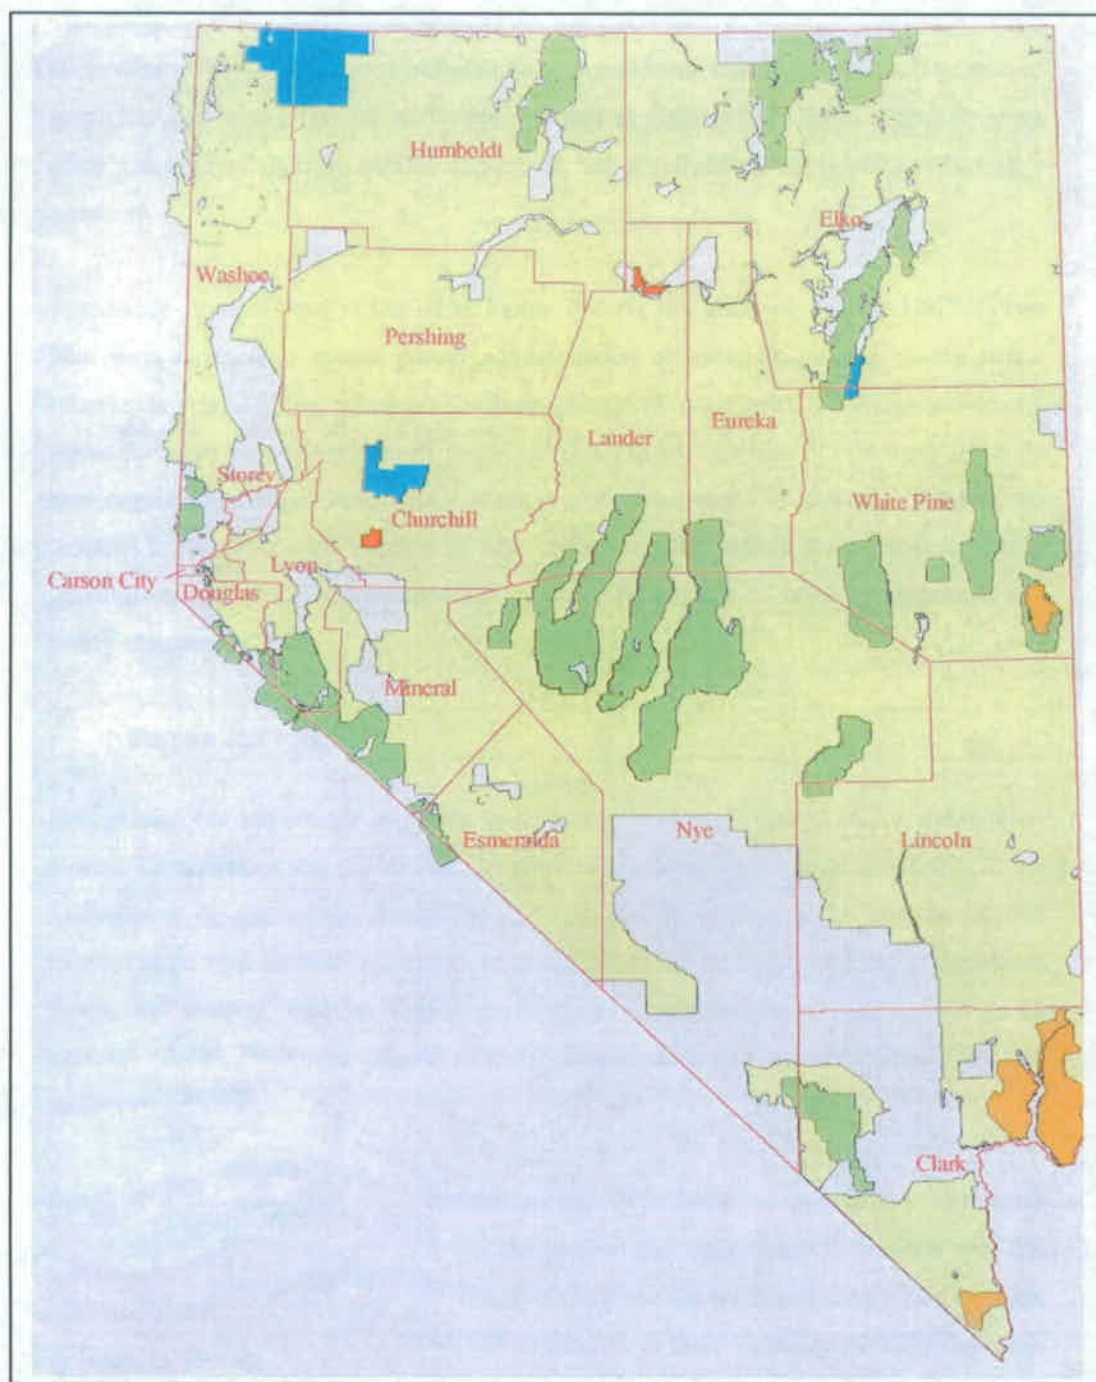 Humboldt
Elko
Washoe
Pershing
Lander
Eureka
Storey
White Pine
Churchill
Carson City
Lyon
Douglas
Mineral
Esmeralda
Nye
Lincoln
Clark